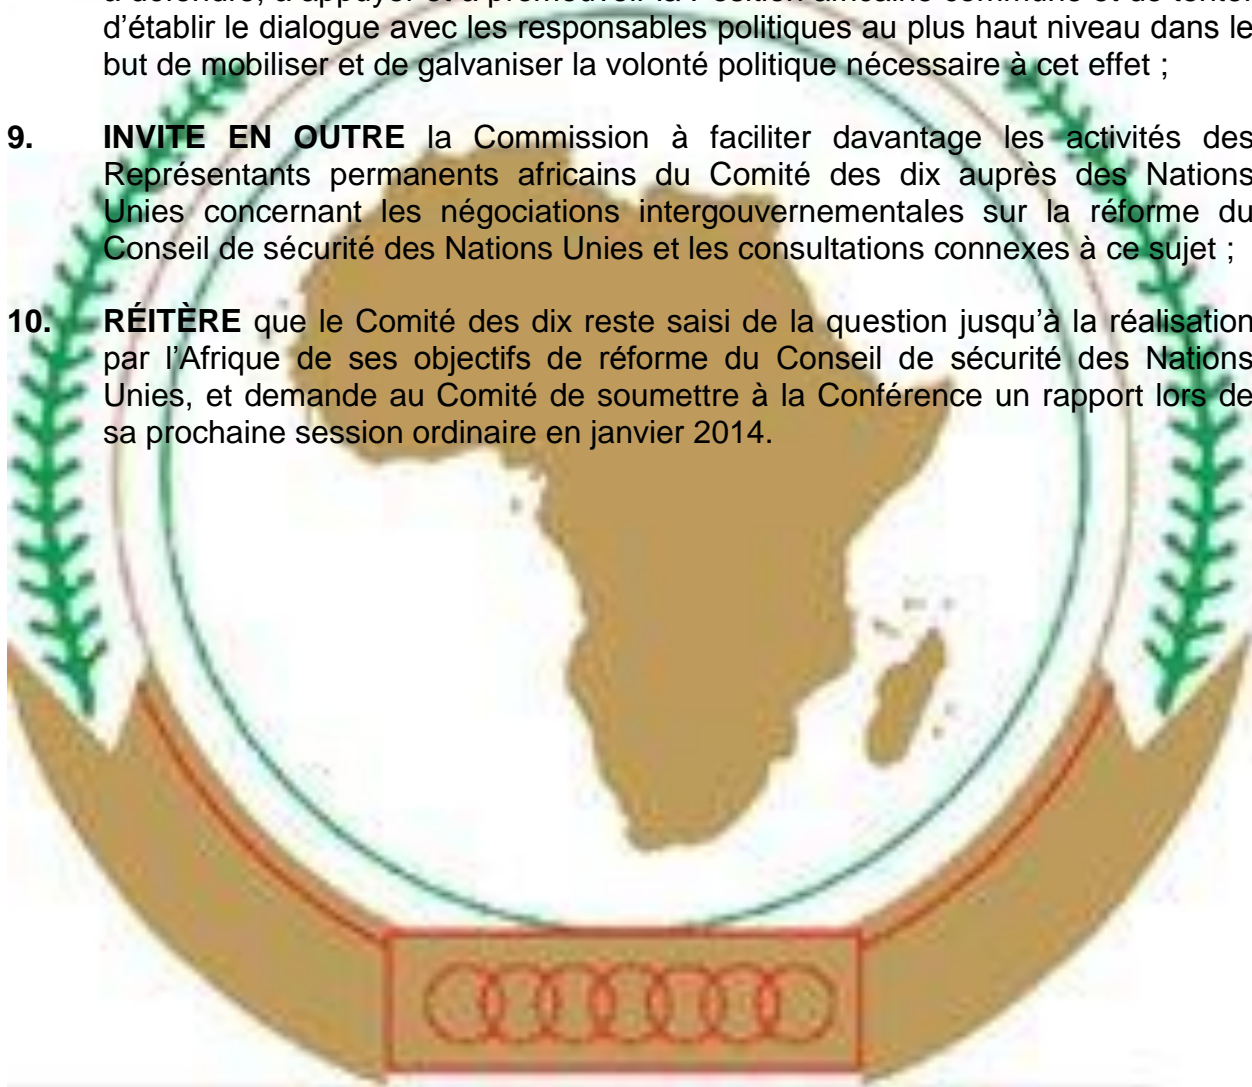 d'établir le dialogue avec les responsables politiques au plus haut niveau dans le
but de mobiliser et de galvaniser la volonté politique nécessaire à cet effet ;
9. INVITE EN OUTRE la Commission à faciliter davantage les activités des
Représentants permanents africains du Comité des dix auprès des Nations
Unies concernant les négociations intergouvernementales sur la réforme du
Conseil de sécurité des Nations Unies et les consultations connexes à ce sujet ;
10. RÉITÈRE que le Comité des dix reste saisi de la question jusqu'à la réalisation
par l'Afrique de ses objectifs de réforme du Conseil de sécurité des Nations
Unies, et demande au Comité de soumettre à la Conférence un rapport lors de
sa prochaine session ordinaire en janvier 2014.